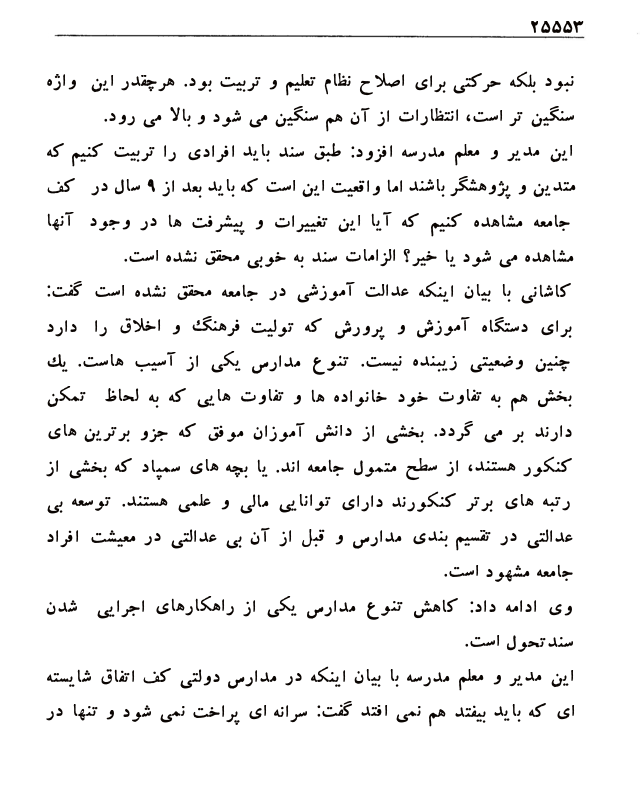 ۲۵۵۵۳
نبود بلکه حرکتی برای اصلاح نظام تعلیم و تربیت بود. هرچقدر این واژه
سنگین تر است، انتظارات از آن هم سنگین می شود و بالا می رود.
این مدیر و معلم مدرسه افزود: طبق سند باید افرادی را تربیت کنیم که
متدین و پژوهشگر باشند اما واقعیت این است که باید بعد از ۹ سال در کف
جامعه مشاهده کنیم که آیا این تغییرات و پیشرفت ها در وجود آنها
مشاهده می شود یا خیر؟ الزامات سند به خوبی محقق نشده است.
کاشانی با بیان اینکه عدالت آموزشی در جامعه محقق نشده است گفت:
برای دستگاه آموزش و پرورش که تولیت فرهنگ و اخلاق را دارد
چنین وضعیتی زیبنده نیست. تنوع مدارس یکی از آسیب هاست. یك
بخش هم به تفاوت خود خانواده ها و تفاوت هایی که به لحاظ تمکن
دارند بر می گردد. بخشی از دانش آموزان موفق که جزو برترین های
کنکور هستند، از سطح متمول جامعه اند. یا بچه های سمپاد که بخشی از
رتبه های برتر کنکورند دارای توانایی مالی و علمی هستند. توسعه بی
عدالتی در تقسیم بندی مدارس و قبل از آن بی عدالتی در معیشت افراد
جامعه مشهود است.
وی ادامه داد: کاهش تنوع مدارس یکی از راهکارهای اجرایی شدن
سندتحول است.
این مدیر و معلم مدرسه با بیان اینکه در مدارس دولتی کف اتفاق شایسته
ای که باید بیفتد هم نمی افتد گفت: سرانه ای پراخت نمی شود و تنها در